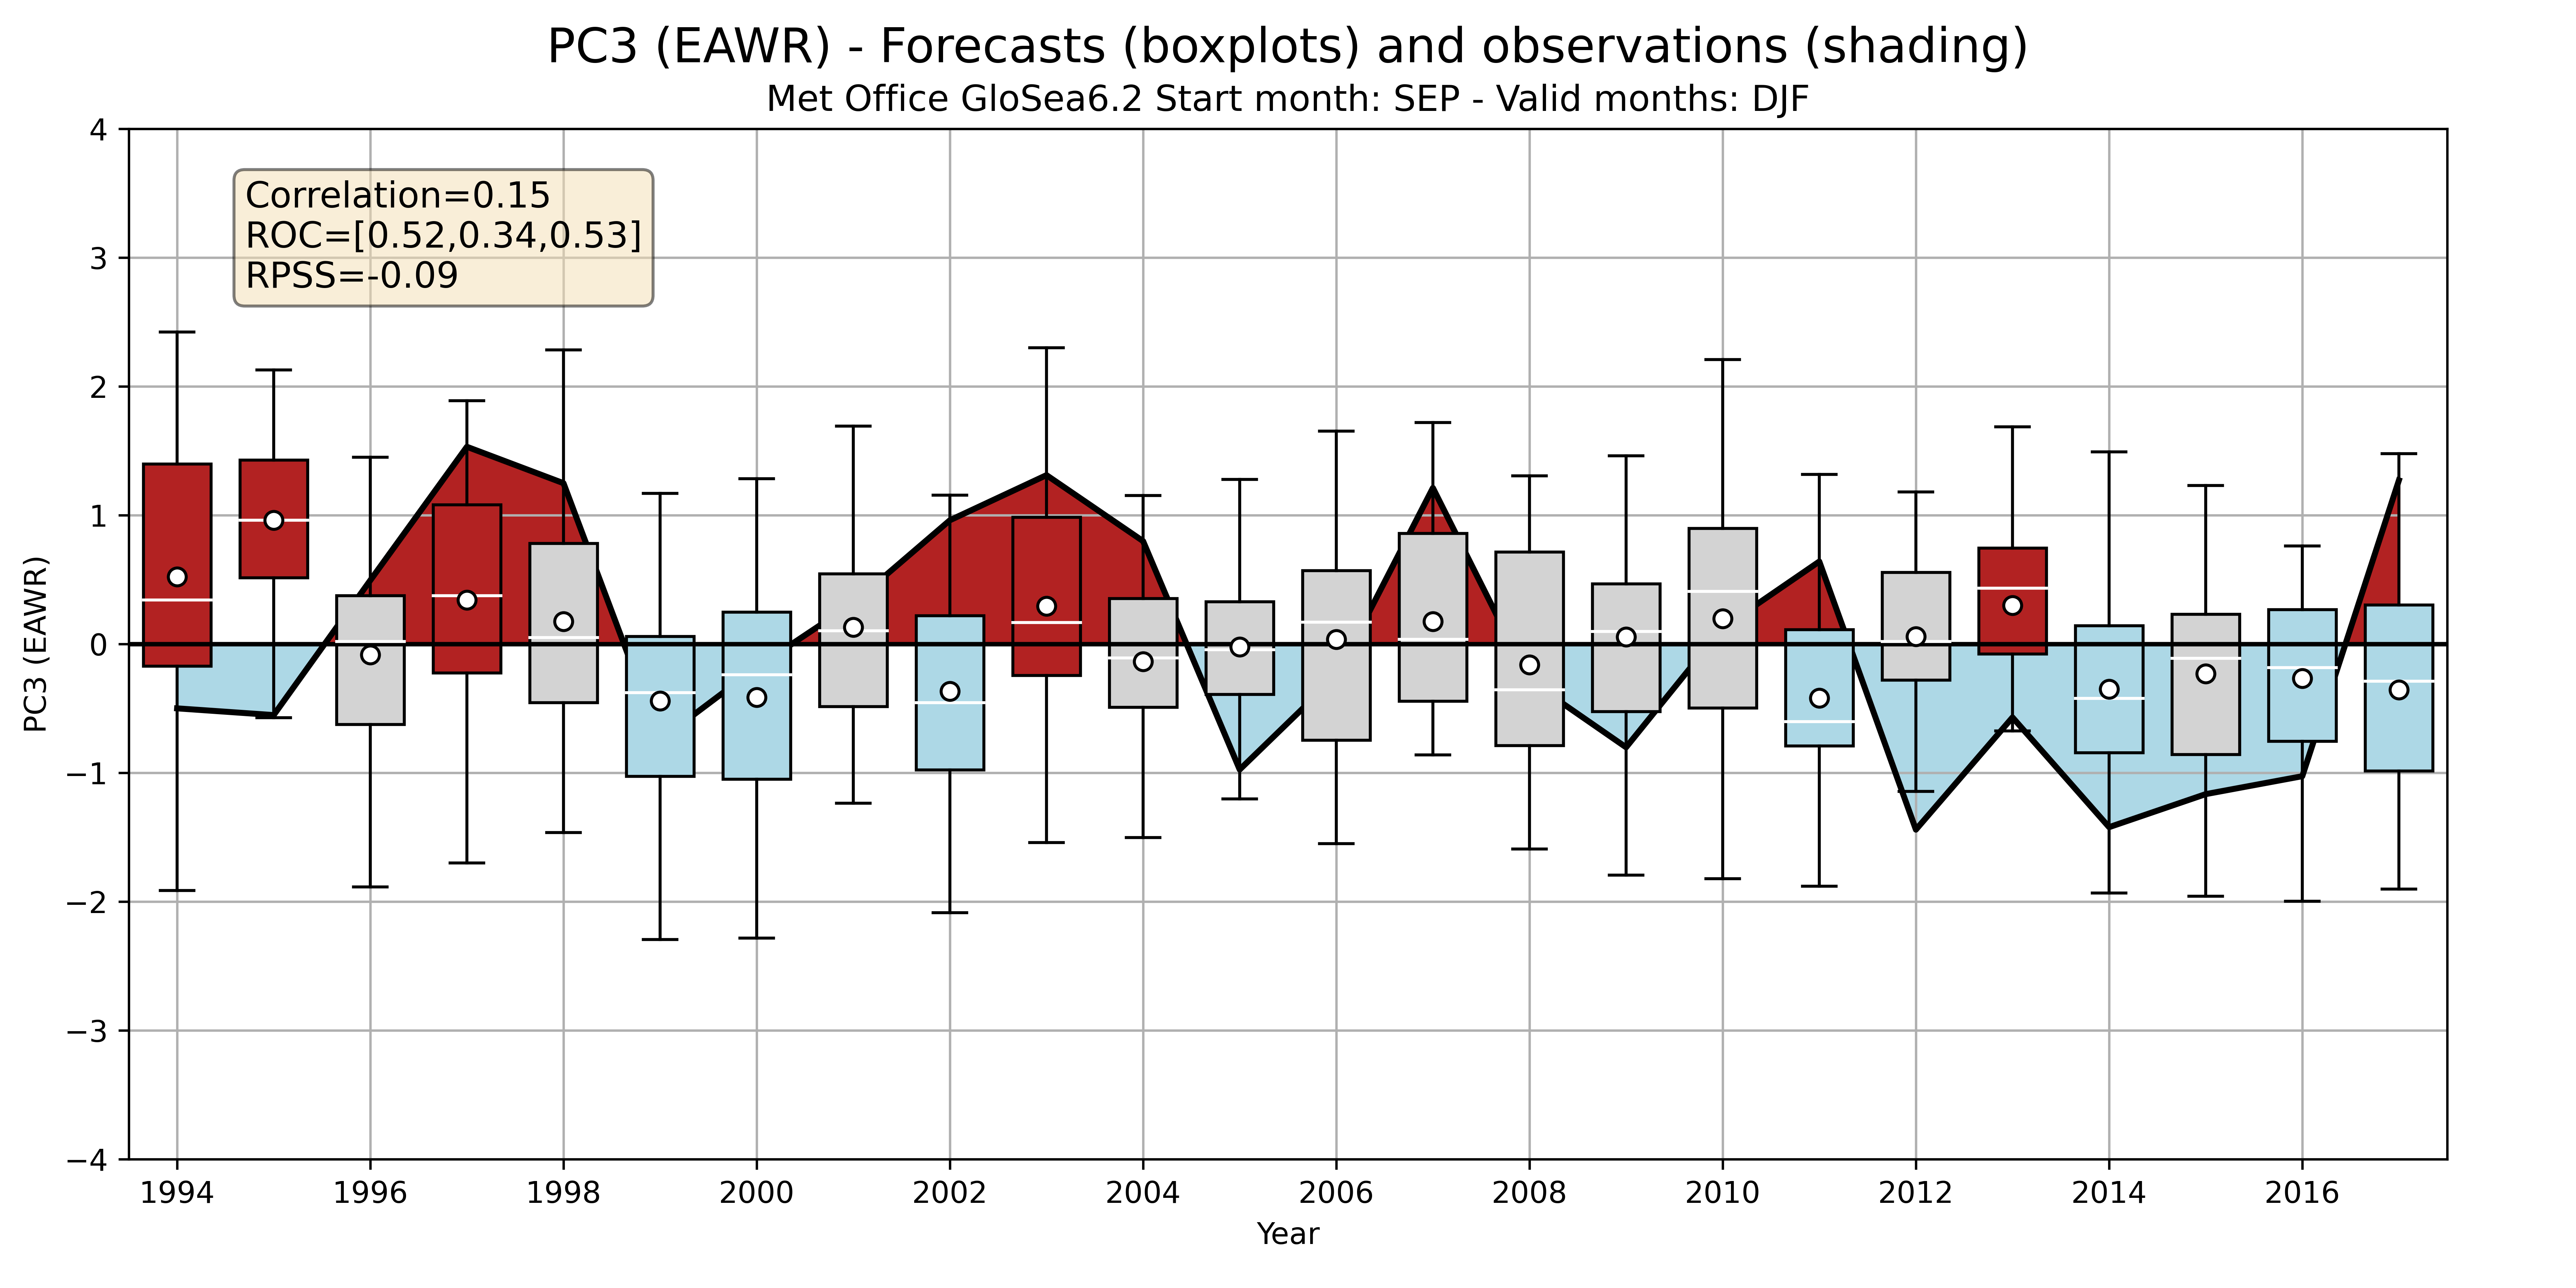 PC3 (EAWR) - Forecasts (boxplots) and observations (shading)
Met Office GloSea6.2 Start month: SEP - Valid months: DJF
Correlation=0.15
ROC=[0.52,0.34,0.53]
RPSS=-0.09
PC3 (EAWR)
4
3
2
1
0
−1
−2
−3
−4
1994 1996 1998 2000 2002 2004 2006 2008 2010 2012 2014 2016
Year